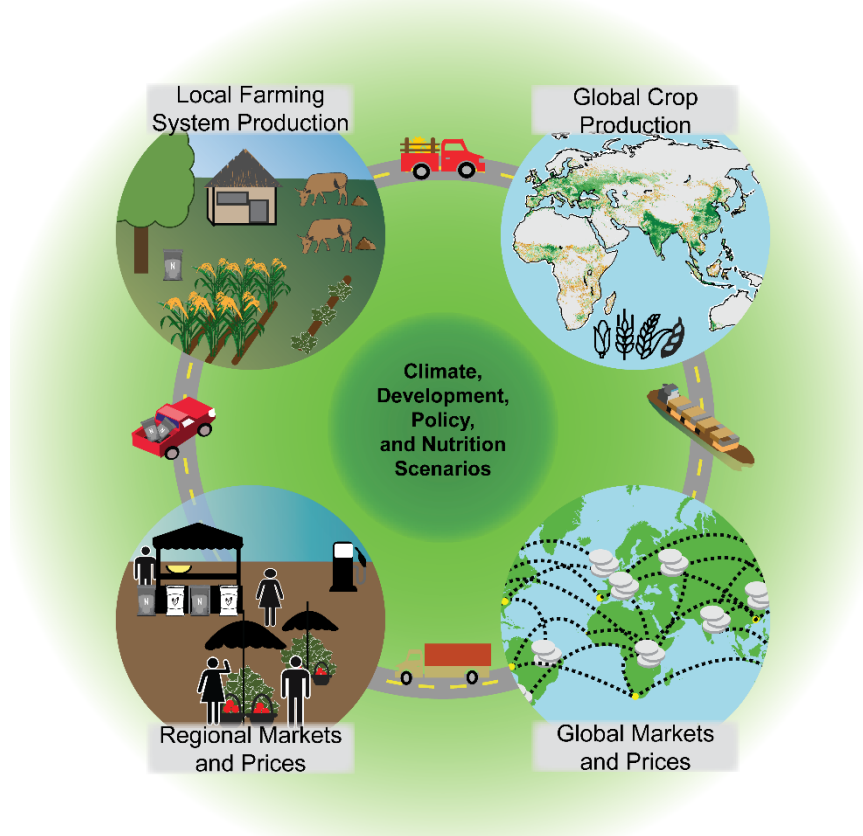 Local Farming
System Production
Global Crop
Production
N
Climate,
Development,
Policy,
and Nutrition
Scenarios
N N
N N
Regional Markets
and Prices
Global Markets
and Prices